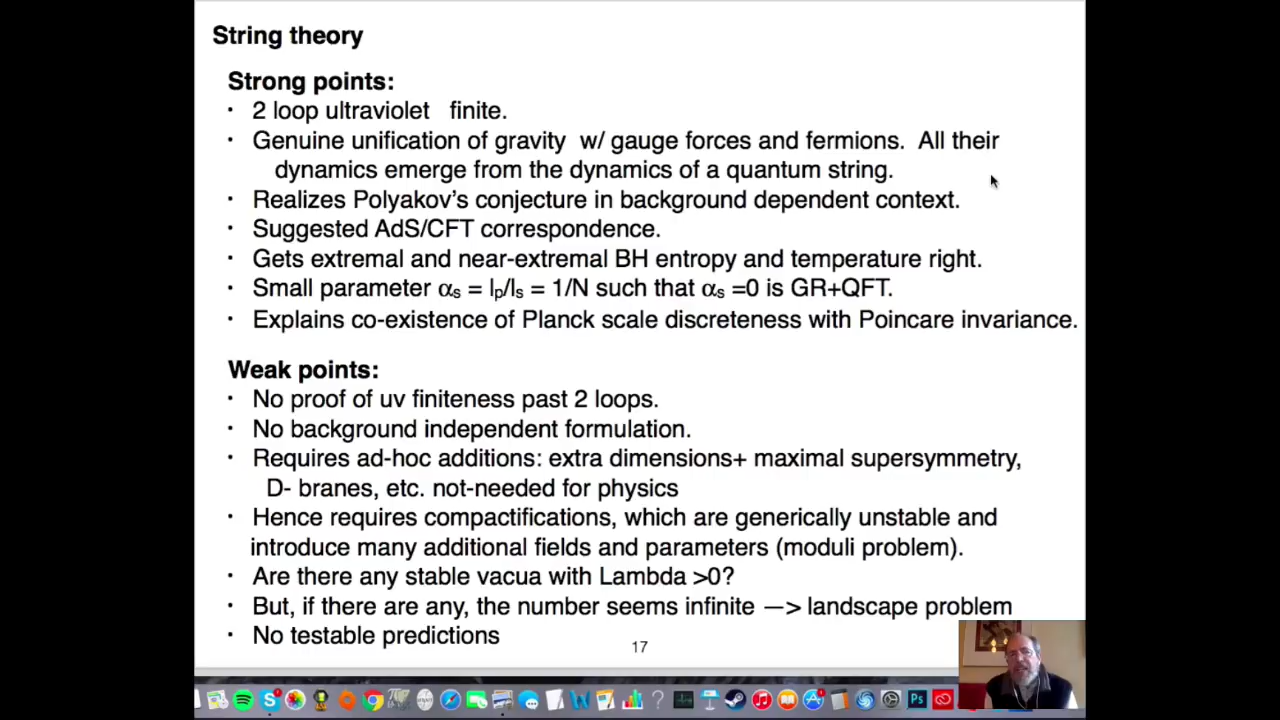 String theory
Strong points:
· 2 loop ultraviolet finite.
· Genuine unification of gravity w/ gauge forces and fermions. All their
dynamics emerge from the dynamics of a quantum string.
· Realizes Polyakov's conjecture in background dependent context.
· Suggested AdS/CFT correspondence.
· Gets extremal and near-extremal BH entropy and temperature right.
· Small parameter αs = lp/ls = 1/N such that αs =0 is GR+QFT.
· Explains co-existence of Planck scale discreteness with Poincare invariance.
Weak points:
· No proof of uv finiteness past 2 loops.
· No background independent formulation.
· Requires ad-hoc additions: extra dimensions+ maximal supersymmetry,
D- branes, etc. not-needed for physics
· Hence requires compactifications, which are generically unstable and
introduce many additional fields and parameters (moduli problem).
· Are there any stable vacua with Lambda >0?
· But, if there are any, the number seems infinite —> landscape problem
· No testable predictions
17
Ps